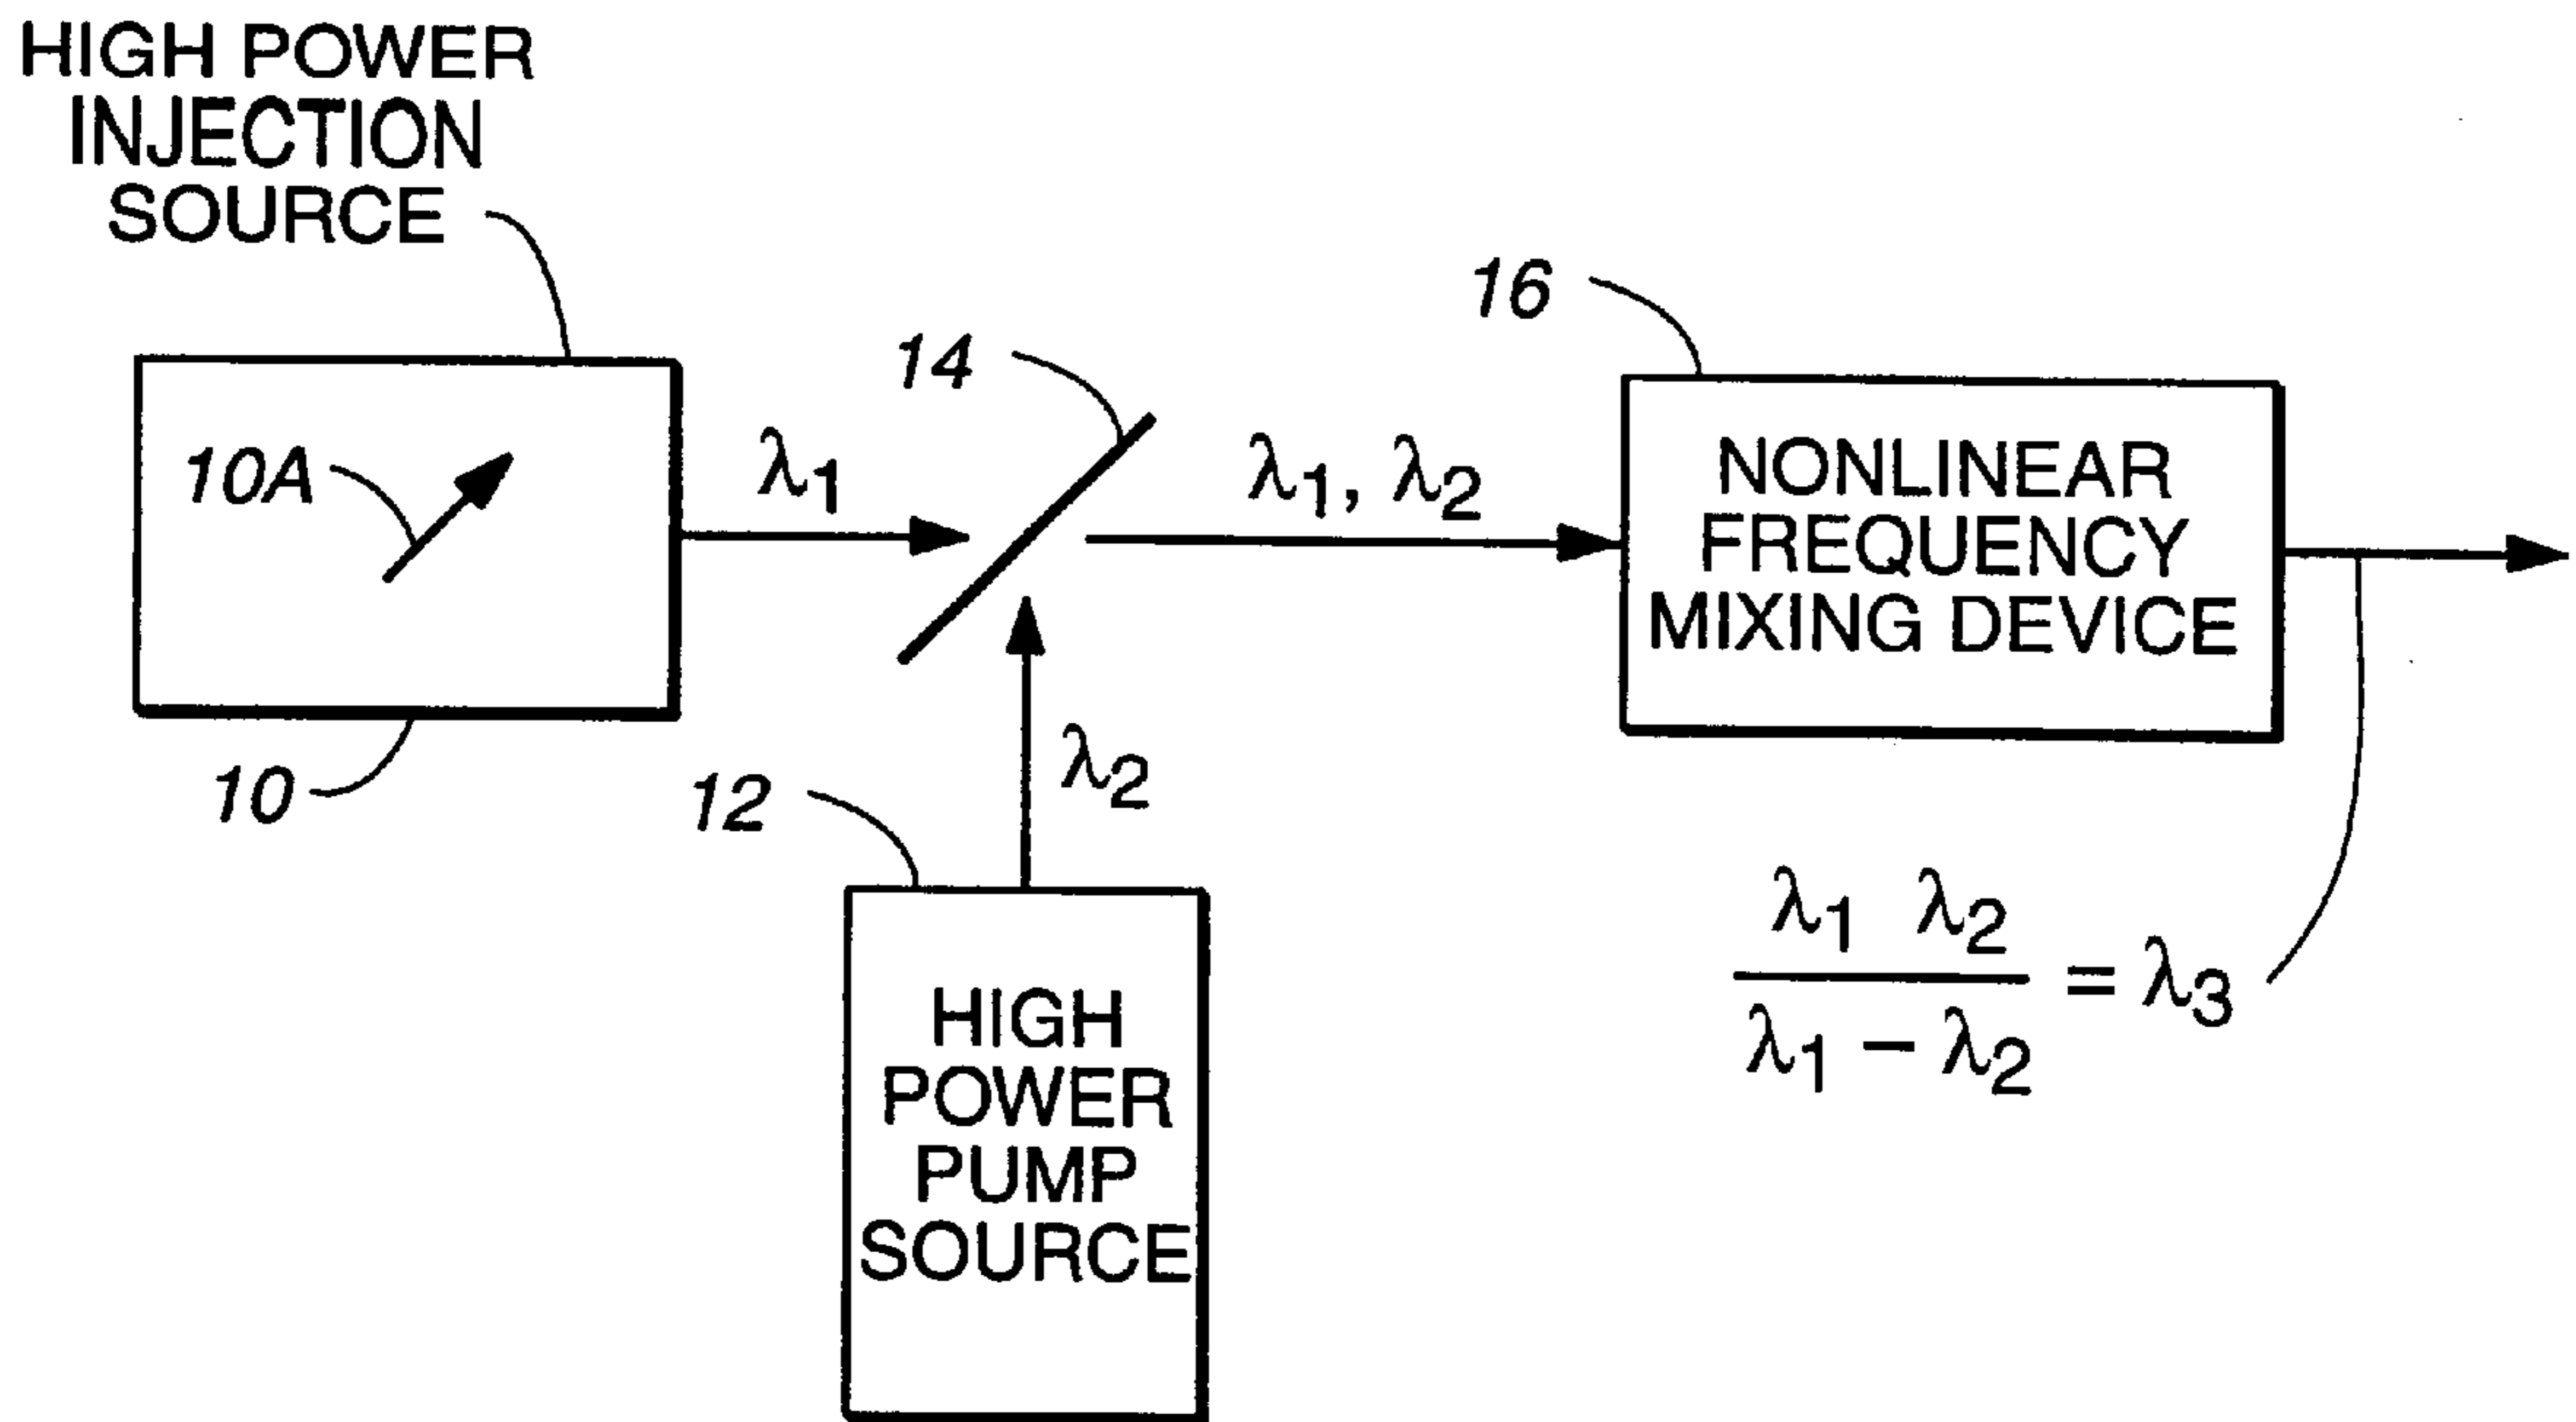 HIGH POWER
INJECTION
SOURCE
10A
10
λ1
14
λ1, λ2
16
NONLINEAR
FREQUENCY
MIXING DEVICE
12
λ2
HIGH
POWER
PUMP
SOURCE
λ1 λ2
λ1 – λ2
= λ3